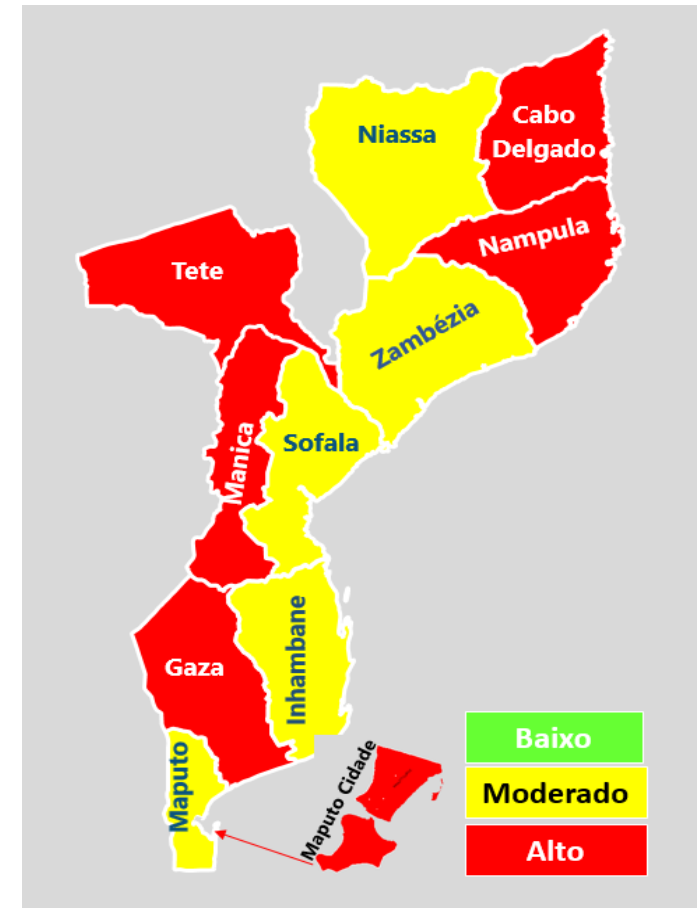 Cabo
Delgado
Niassa
Nampula
Tete
Zambézia
Sofala
Manica
Inhambane
Gaza
Maputo
Maputo Cidade
Baixo
Moderado
Alto